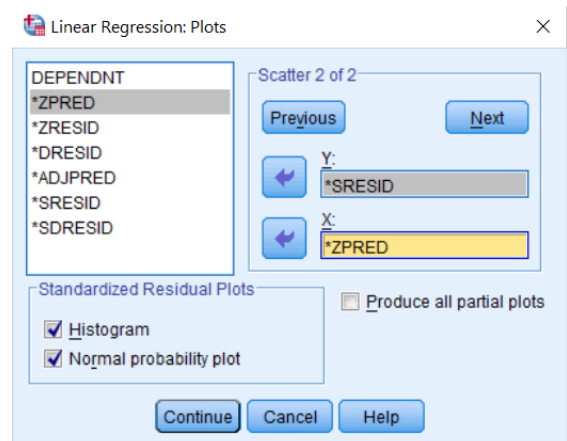 Linear Regression: Plots
DEPENDNT
*ZPRED
*ZRESID
*DRESID
*ADJPRED
*SRESID
*SDRESID
Scatter 2 of 2
Previous
Next
Y:
*SRESID
X:
*ZPRED
Standardized Residual Plots
Histogram
Normal probability plot
Produce all partial plots
Continue
Cancel
Help